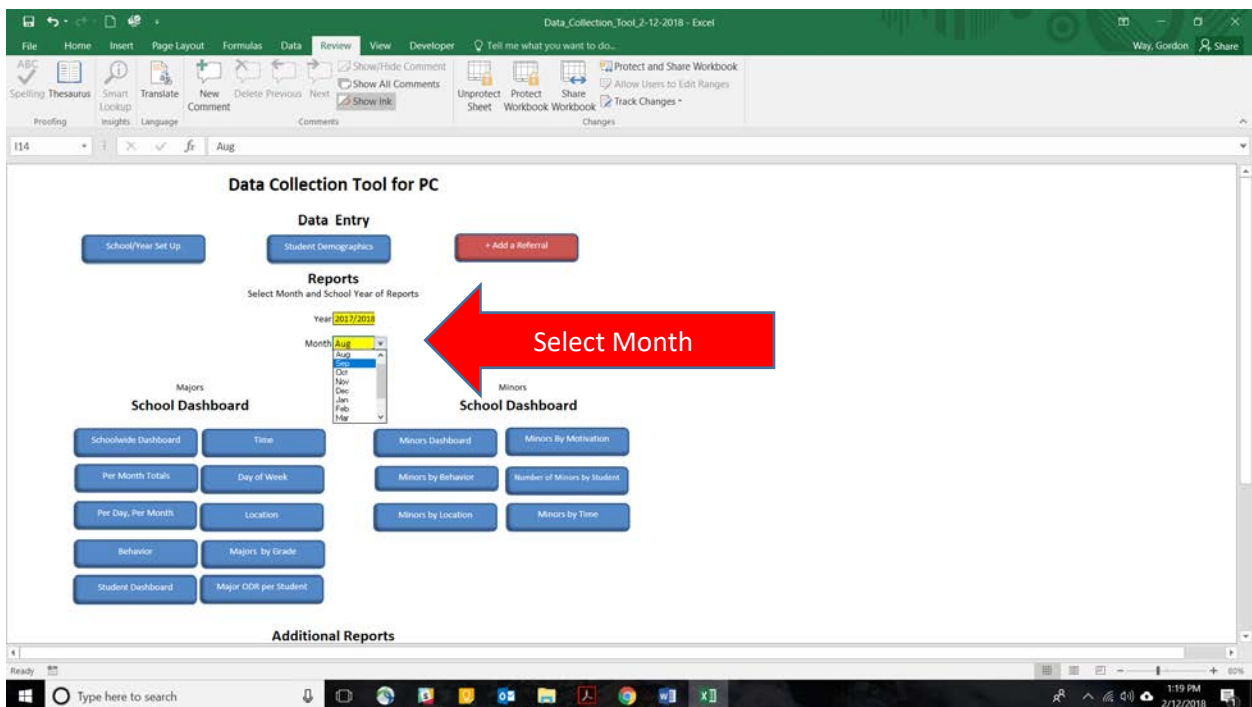 Data_Collection_Tool_2-12-2018 - Excel
File Home Insert Page Layout Formulas Data Review View Developer Tell me what you want to do... Way, Gordon Share
ABC
Spelling Thesaurus Smart Lookup Translate New Comment Delete Previous Next Show/Hide Comment Show All Comments Show Ink Unprotect Sheet Protect Workbook Share Workbook Protect and Share Workbook Allow Users to Edit Ranges Track Changes
Proofing Insights Language Comments Changes
I14 fx Aug
Data Collection Tool for PC
Data Entry
School/Year Set Up Student Demographics + Add a Referral
Reports
Select Month and School Year of Reports
Year 2017/2018
Month Aug
Select Month
Aug
Sep
Oct
Nov
Dec
Jan
Feb
Mar
Majors Minors
School Dashboard School Dashboard
Schoolwide Dashboard Time Minors Dashboard Minors By Motivation
Per Month Totals Day of Week Minors by Behavior Number of Minors by Student
Per Day, Per Month Location Minors by Location Minors by Time
Behavior Majors by Grade
Student Dashboard Major ODR per Student
Additional Reports
Ready 80%
Type here to search 1:19 PM
2/12/2018